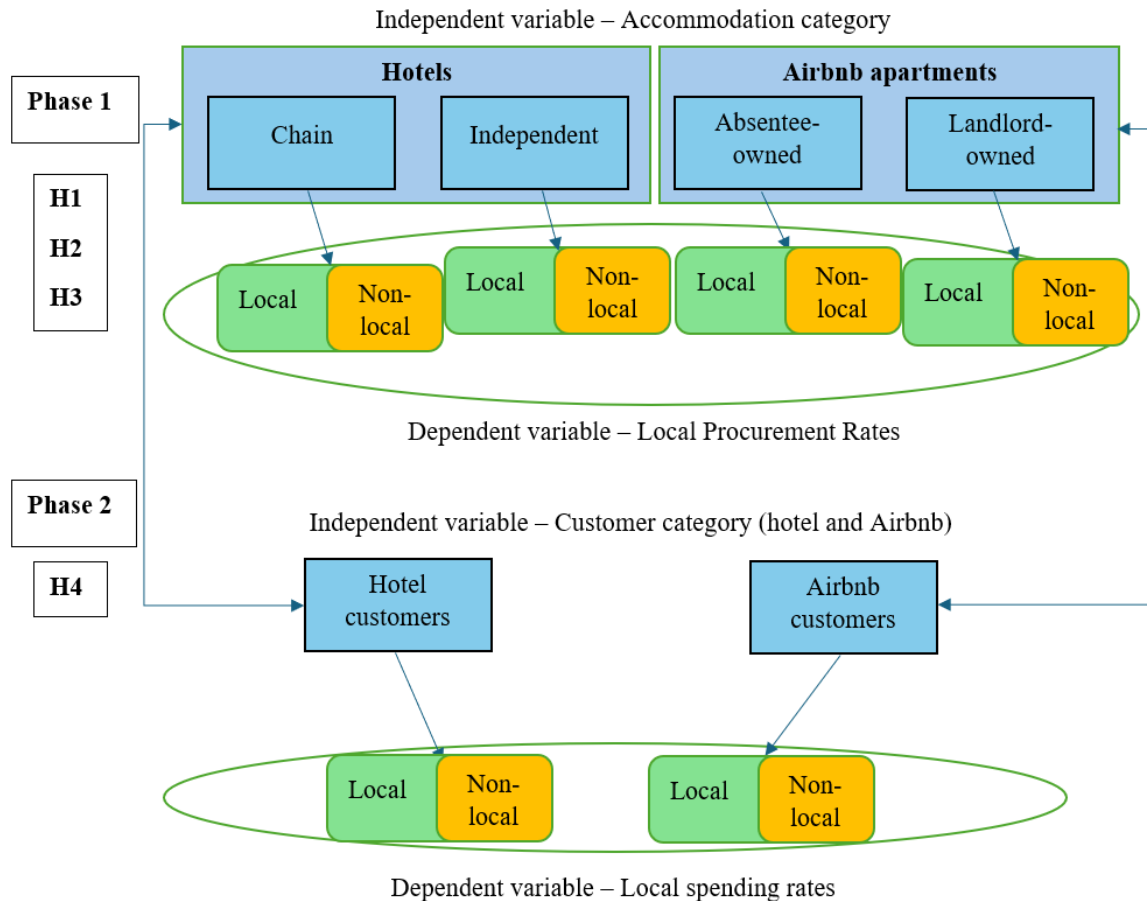 Independent variable – Accommodation category
Phase 1
Hotels
Chain
Independent
Airbnb apartments
Absentee-
owned
Landlord-
owned
H1
H2
H3
Local
Non-
local
Local
Non-
local
Local
Non-
local
Local
Non-
local
Dependent variable – Local Procurement Rates
Phase 2
Independent variable – Customer category (hotel and Airbnb)
H4
Hotel
customers
Airbnb
customers
Local
Non-
local
Local
Non-
local
Dependent variable – Local spending rates